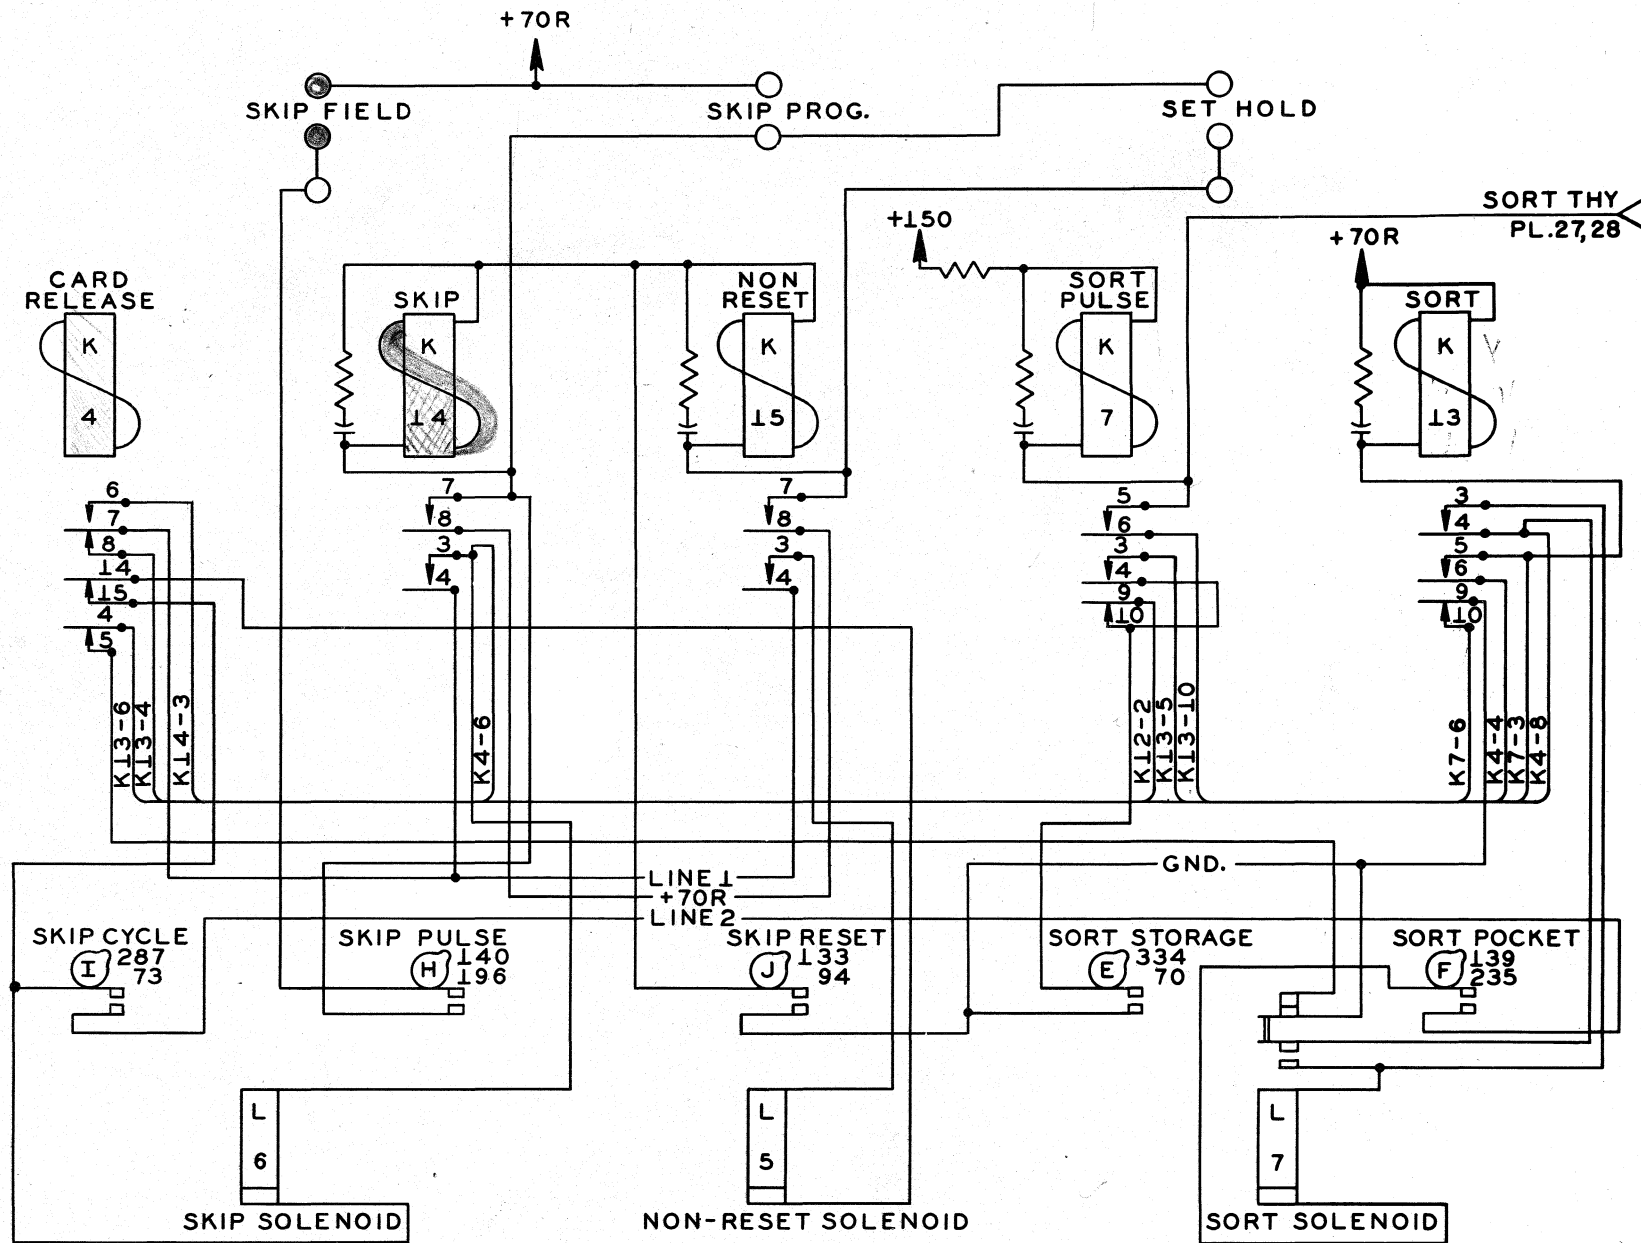 +70R
SKIP FIELD
SKIP PROG.
SET HOLD
SORT THY
PL.27,28
+150
+70R
CARD
RELEASE
SKIP
NON
RESET
SORT
PULSE
SORT
K
4
K
14
K
15
K
7
K
13
6
7
8
14
15
4
5
7
8
3
4
7
8
3
4
5
6
3
4
9
10
3
4
5
6
9
10
K13-6
K13-4
K14-3
K4-6
K12-2
K13-5
K13-10
K7-6
K4-4
K7-3
K4-8
GND.
LINE 1
+70R
LINE 2
SKIP CYCLE
I 287
73
SKIP PULSE
H 140
196
SKIP RESET
J 133
94
SORT STORAGE
E 334
70
SORT POCKET
F 139
235
L
6
L
5
L
7
SKIP SOLENOID
NON-RESET SOLENOID
SORT SOLENOID